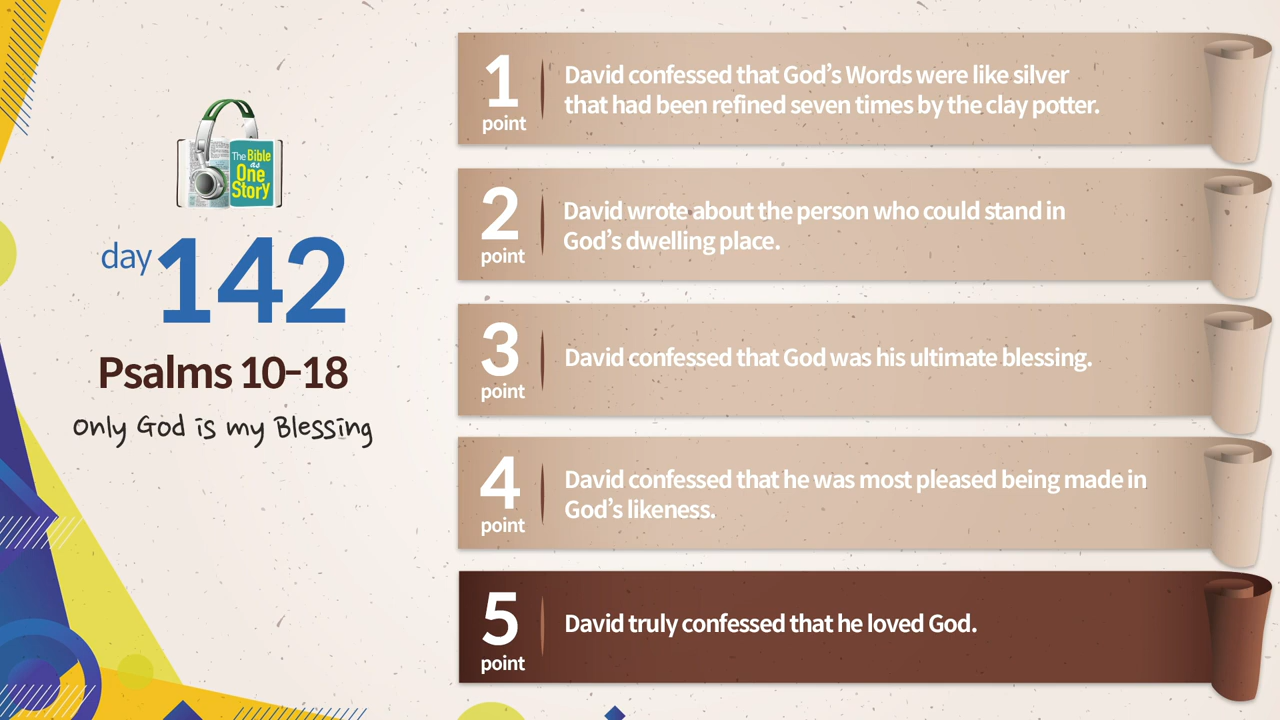 The Bible
as
One
Story
day 142
Psalms 10-18
Only God is my Blessing
1
point
David confessed that God's Words were like silver
that had been refined seven times by the clay potter.
2
point
David wrote about the person who could stand in
God's dwelling place.
3
point
David confessed that God was his ultimate blessing.
4
point
David confessed that he was most pleased being made in
God's likeness.
5
point
David truly confessed that he loved God.